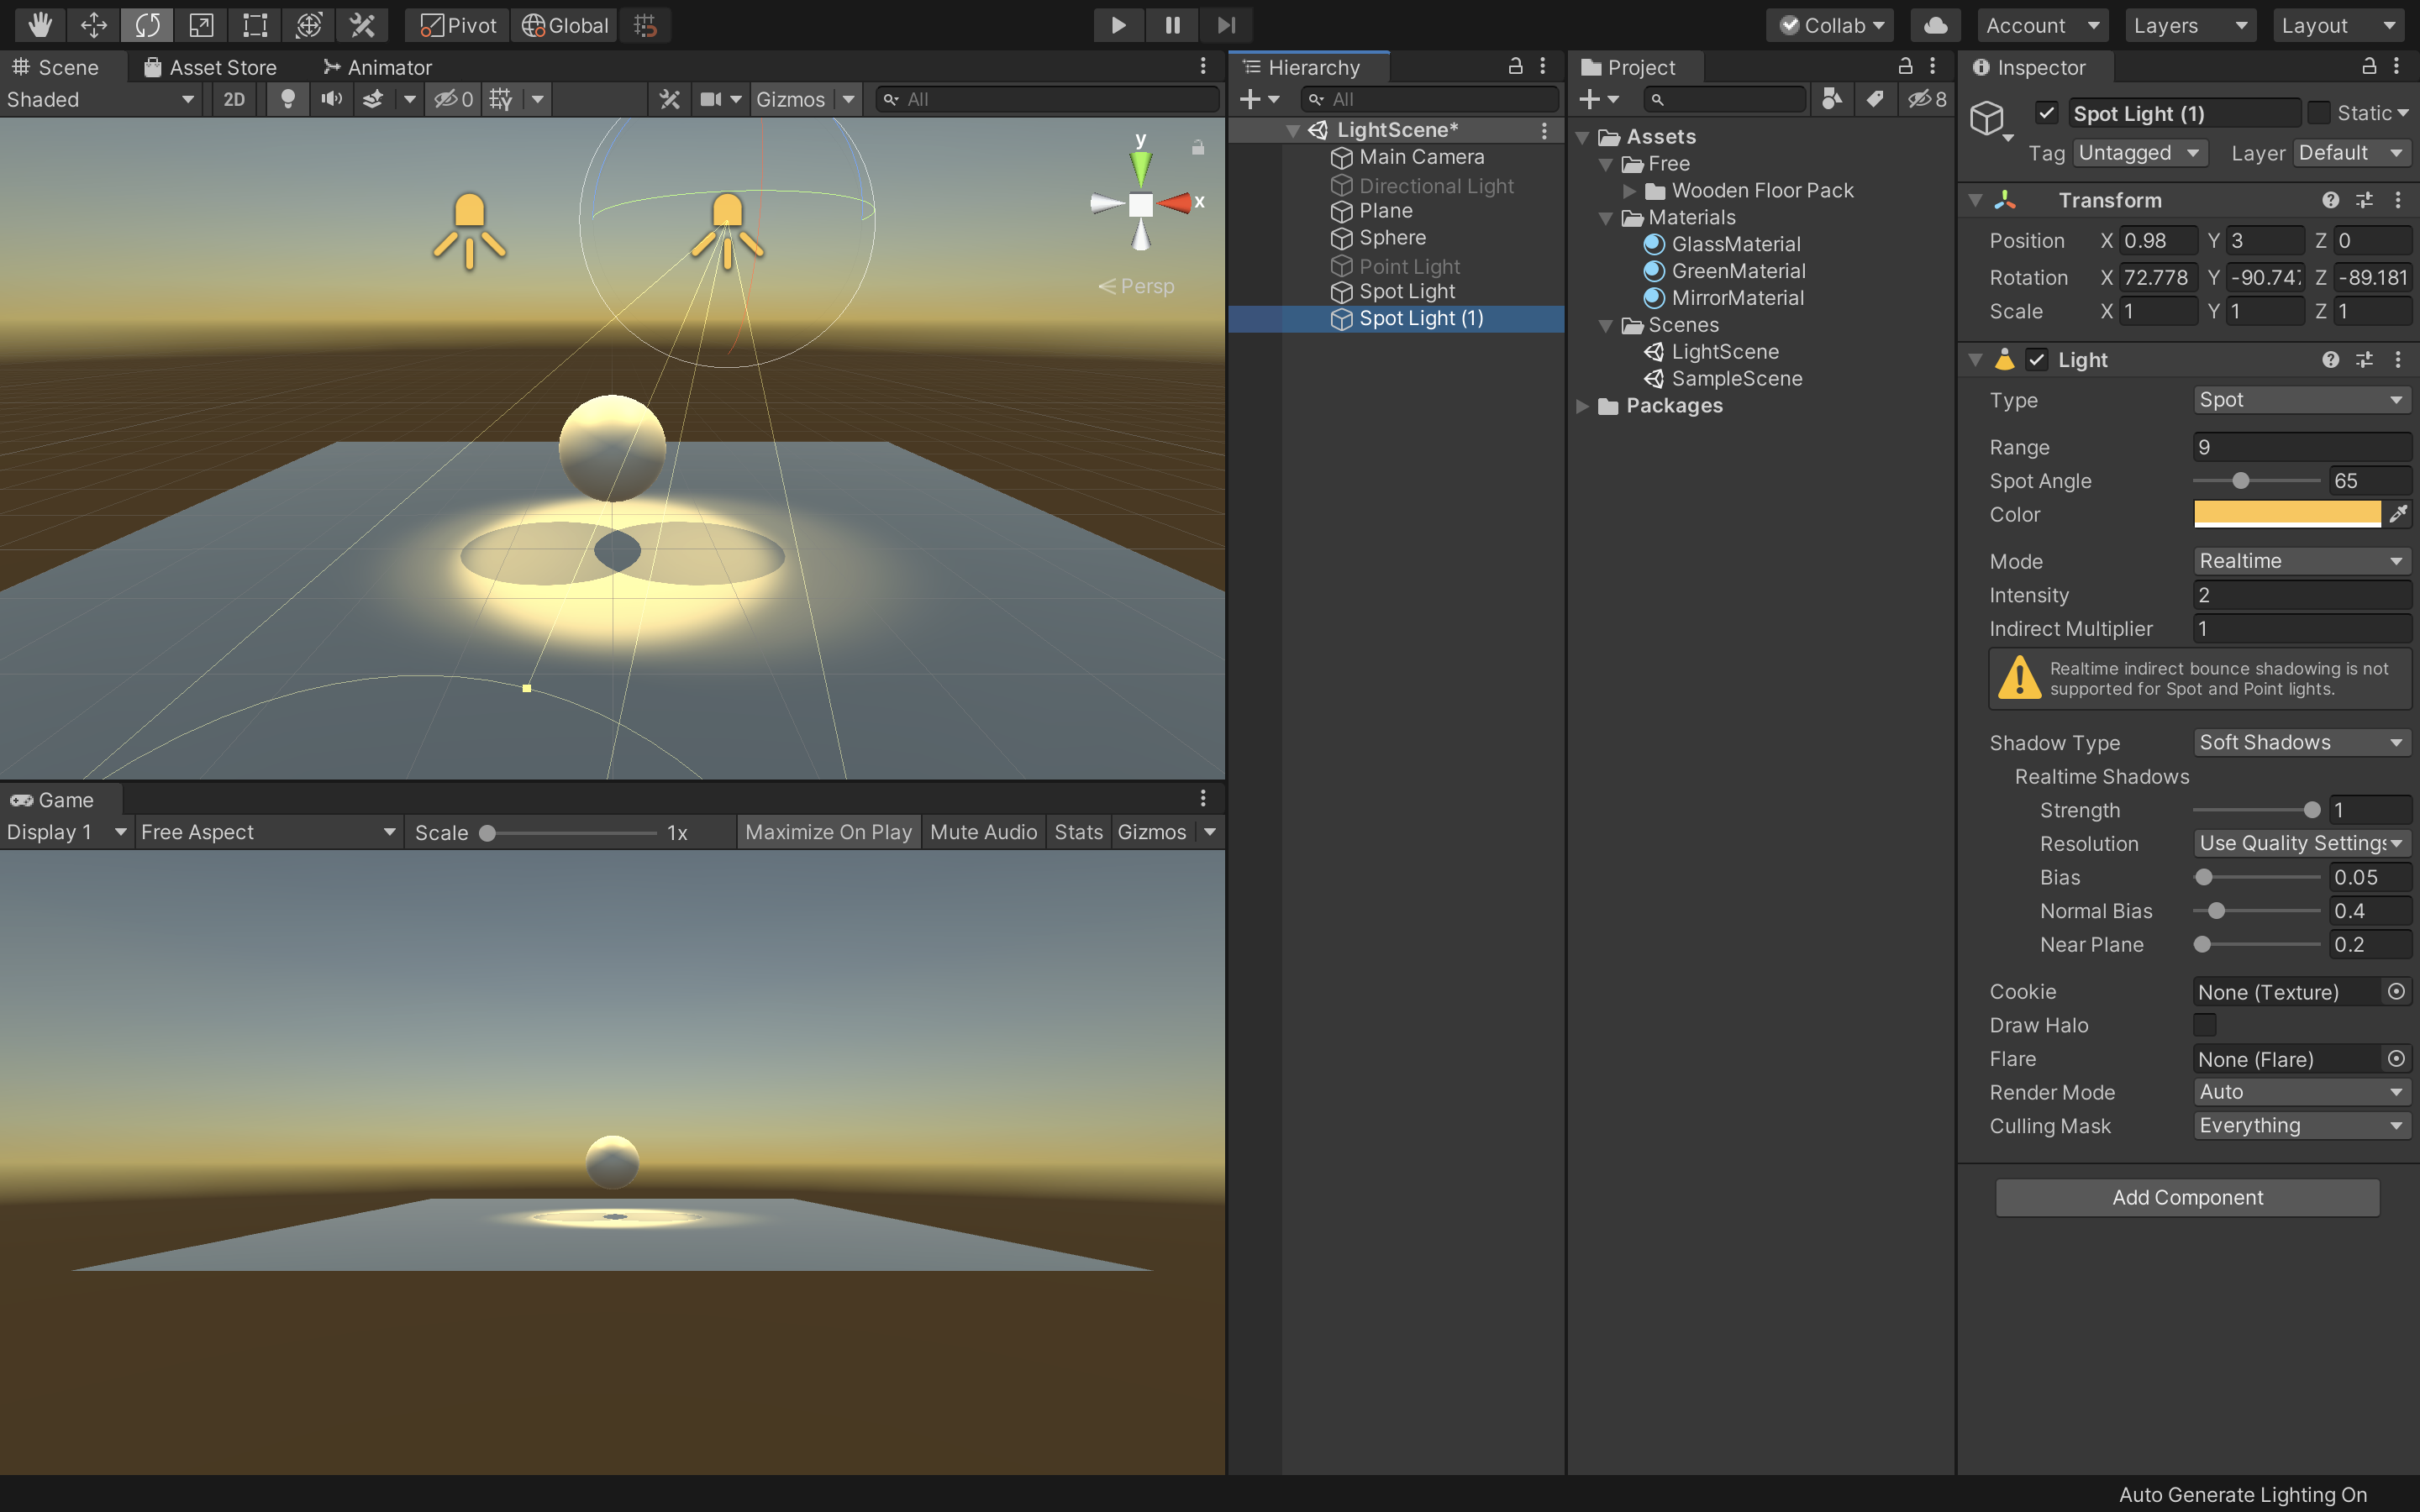 Pivot Global Collab Account Layers Layout
Scene Asset Store Animator
Shaded 2D 0 Gizmos All
y
x
Persp
Game
Display 1 Free Aspect Scale 1x Maximize On Play Mute Audio Stats Gizmos
Hierarchy
All
LightScene*
Main Camera
Directional Light
Plane
Sphere
Point Light
Spot Light
Spot Light (1)
Project
8
Assets
Free
Wooden Floor Pack
Materials
GlassMaterial
GreenMaterial
MirrorMaterial
Scenes
LightScene
SampleScene
Packages
Inspector
Spot Light (1) Static
Tag Untagged Layer Default
Transform
Position X 0.98 Y 3 Z 0
Rotation X 72.778 Y -90.747 Z -89.181
Scale X 1 Y 1 Z 1
Light
Type Spot
Range 9
Spot Angle 65
Color
Mode Realtime
Intensity 2
Indirect Multiplier 1
Realtime indirect bounce shadowing is not
supported for Spot and Point lights.
Shadow Type Soft Shadows
Realtime Shadows
Strength 1
Resolution Use Quality Settings
Bias 0.05
Normal Bias 0.4
Near Plane 0.2
Cookie None (Texture)
Draw Halo
Flare None (Flare)
Render Mode Auto
Culling Mask Everything
Add Component
Auto Generate Lighting On